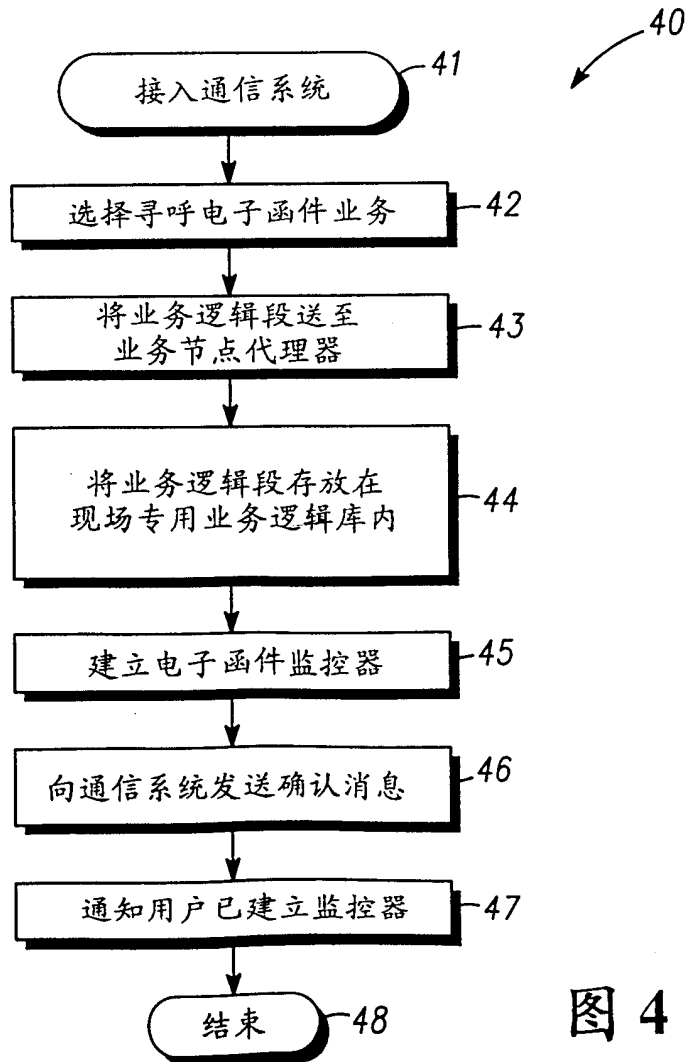 40
接入通信系统
41
选择寻呼电子函件业务
42
将业务逻辑段送至
业务节点代理器
43
将业务逻辑段存放在
现场专用业务逻辑库内
44
建立电子函件监控器
45
向通信系统发送确认消息
46
通知用户已建立监控器
47
结束
48
图 4